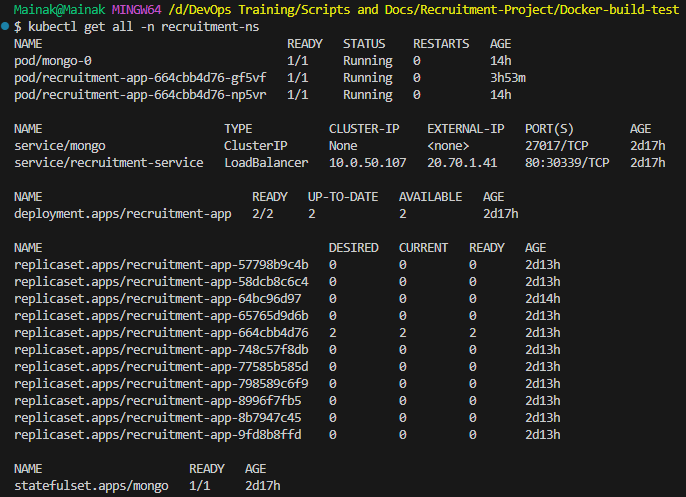 Mainak@Mainak MINGW64 /d/DevOps Training/Scripts and Docs/Recruitment-Project/Docker-build-test
$ kubectl get all -n recruitment-ns
NAME READY STATUS RESTARTS AGE
pod/mongo-0 1/1 Running 0 14h
pod/recruitment-app-664cbb4d76-gf5vf 1/1 Running 0 3h53m
pod/recruitment-app-664cbb4d76-np5vr 1/1 Running 0 14h
NAME TYPE CLUSTER-IP EXTERNAL-IP PORT(S) AGE
service/mongo ClusterIP None <none> 27017/TCP 2d17h
service/recruitment-service LoadBalancer 10.0.50.107 20.70.1.41 80:30339/TCP 2d17h
NAME READY UP-TO-DATE AVAILABLE AGE
deployment.apps/recruitment-app 2/2 2 2 2d17h
NAME DESIRED CURRENT READY AGE
replicaset.apps/recruitment-app-57798b9c4b 0 0 0 2d13h
replicaset.apps/recruitment-app-58dcb8c6c4 0 0 0 2d13h
replicaset.apps/recruitment-app-64bc96d97 0 0 0 2d14h
replicaset.apps/recruitment-app-65765d9d6b 0 0 0 2d13h
replicaset.apps/recruitment-app-664cbb4d76 2 2 2 2d13h
replicaset.apps/recruitment-app-748c57f8db 0 0 0 2d13h
replicaset.apps/recruitment-app-77585b585d 0 0 0 2d13h
replicaset.apps/recruitment-app-798589c6f9 0 0 0 2d13h
replicaset.apps/recruitment-app-8996f7fb5 0 0 0 2d13h
replicaset.apps/recruitment-app-8b7947c45 0 0 0 2d13h
replicaset.apps/recruitment-app-9fd8b8ffd 0 0 0 2d13h
NAME READY AGE
statefulset.apps/mongo 1/1 2d17h